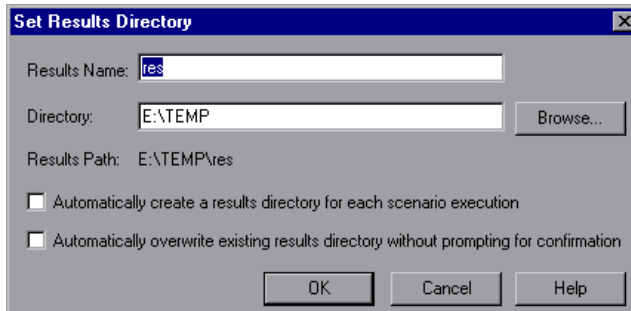 Set Results Directory
Results Name: res
Directory: E:\TEMP Browse...
Results Path: E:\TEMP\res
Automatically create a results directory for each scenario execution
Automatically overwrite existing results directory without prompting for confirmation
OK Cancel Help